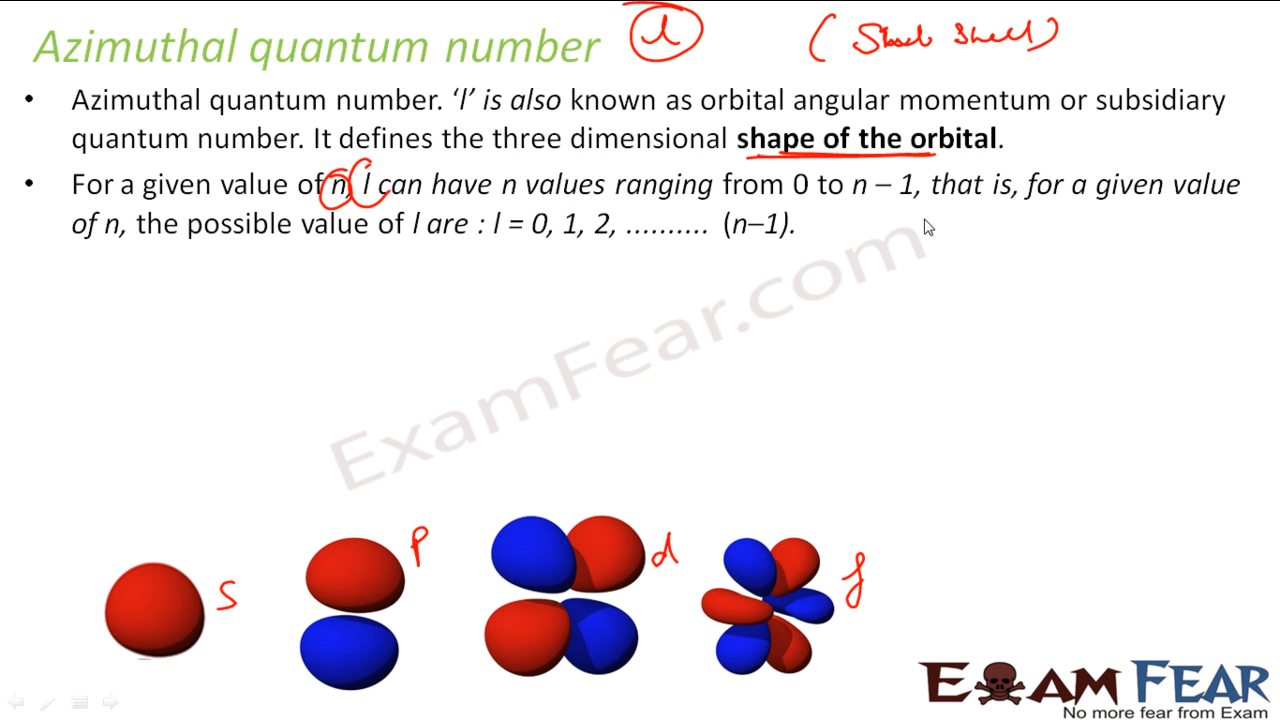 Azimuthal quantum number l ( Shell )
• Azimuthal quantum number. ‘l’ is also known as orbital angular momentum or subsidiary
quantum number. It defines the three dimensional shape of the orbital.
• For a given value of n, l can have n values ranging from 0 to n – 1, that is, for a given value
of n, the possible value of l are : l = 0, 1, 2, .......... (n–1).
ExamFear.com
s p d f
EXAM FEAR
No more fear from Exam